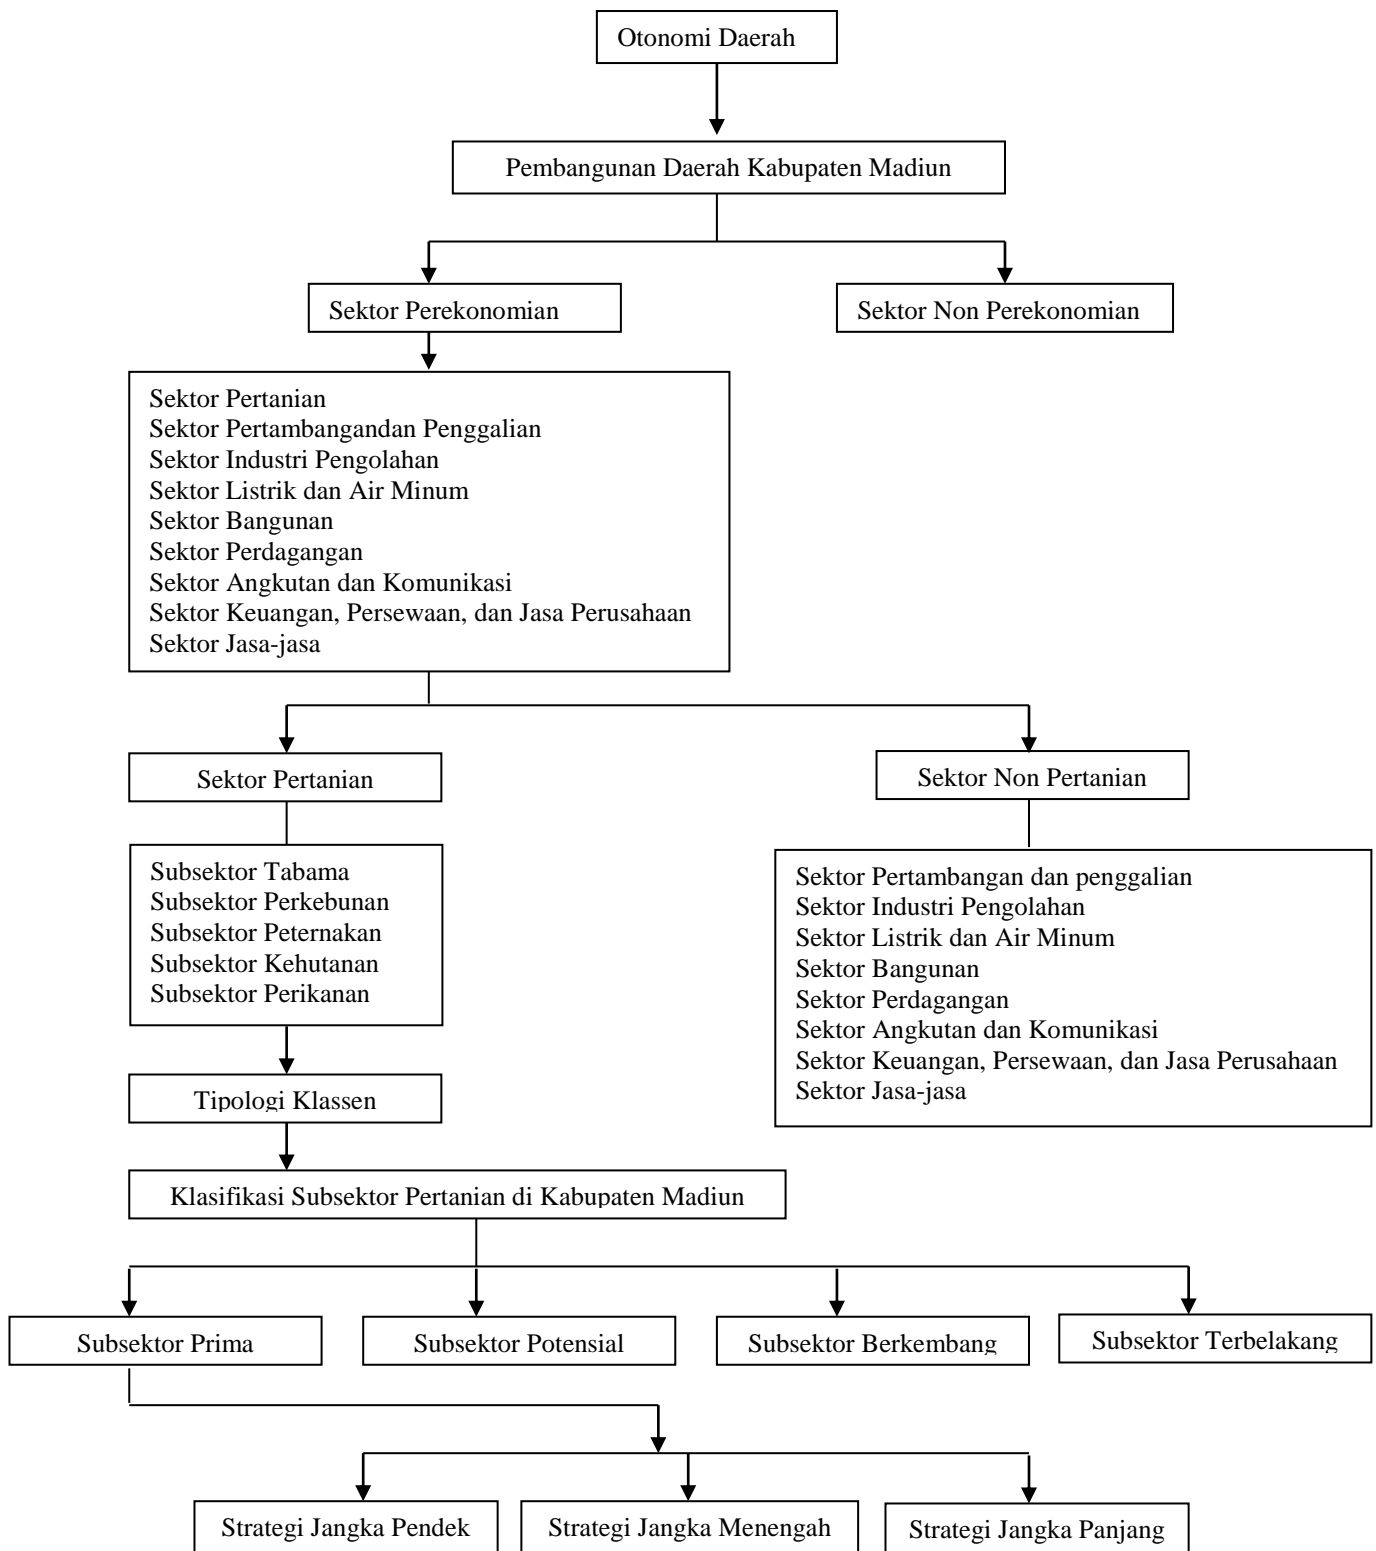 Otonomi Daerah
Pembangunan Daerah Kabupaten Madiun
Sektor Perekonomian
Sektor Non Perekonomian
Sektor Pertanian
Sektor Pertambangandan Penggalian
Sektor Industri Pengolahan
Sektor Listrik dan Air Minum
Sektor Bangunan
Sektor Perdagangan
Sektor Angkutan dan Komunikasi
Sektor Keuangan, Persewaan, dan Jasa Perusahaan
Sektor Jasa-jasa
Sektor Pertanian
Sektor Non Pertanian
Subsektor Tabama
Subsektor Perkebunan
Subsektor Peternakan
Subsektor Kehutanan
Subsektor Perikanan
Sektor Pertambangan dan penggalian
Sektor Industri Pengolahan
Sektor Listrik dan Air Minum
Sektor Bangunan
Sektor Perdagangan
Sektor Angkutan dan Komunikasi
Sektor Keuangan, Persewaan, dan Jasa Perusahaan
Sektor Jasa-jasa
Tipologi Klassen
Klasifikasi Subsektor Pertanian di Kabupaten Madiun
Subsektor Prima
Subsektor Potensial
Subsektor Berkembang
Subsektor Terbelakang
Strategi Jangka Pendek
Strategi Jangka Menengah
Strategi Jangka Panjang